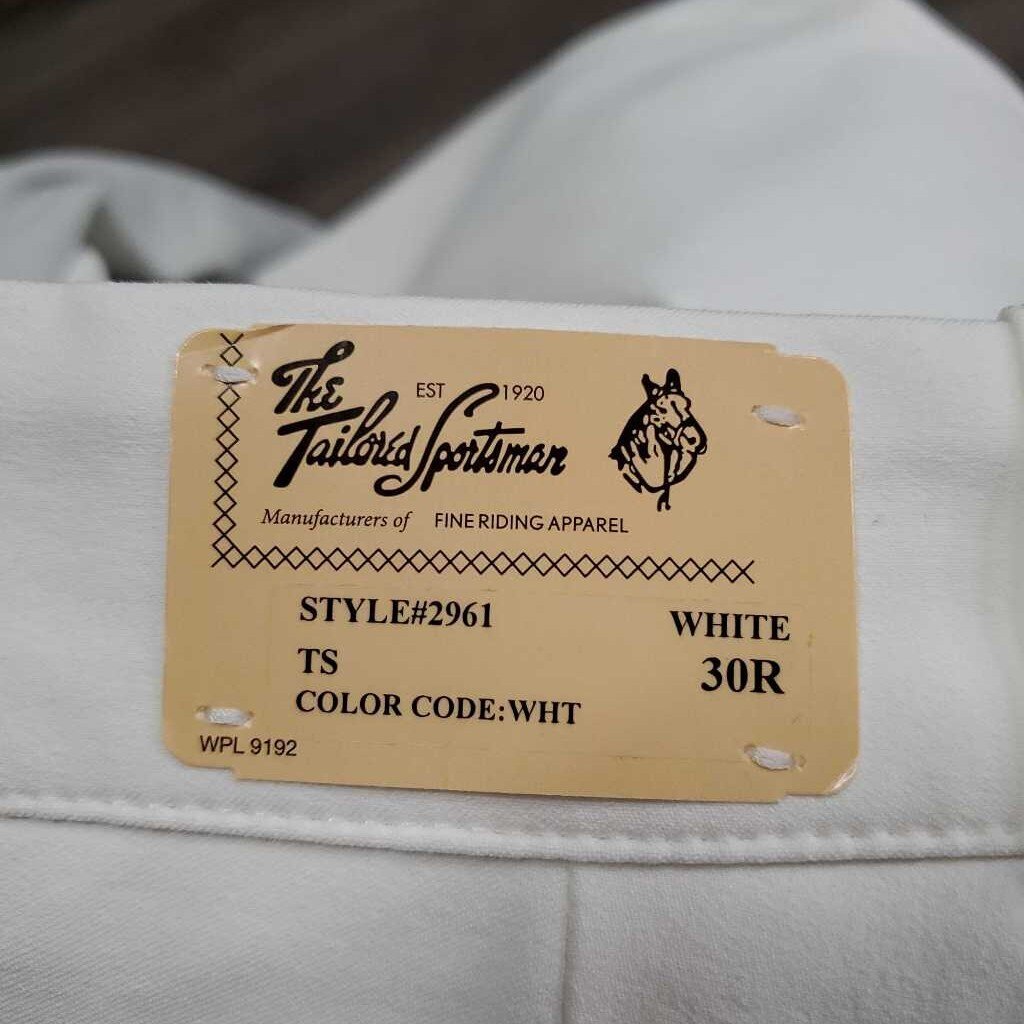 The
EST 1920
Tailored Sportsman
Manufacturers of FINE RIDING APPAREL
STYLE#2961 WHITE
TS 30R
COLOR CODE:WHT
WPL 9192